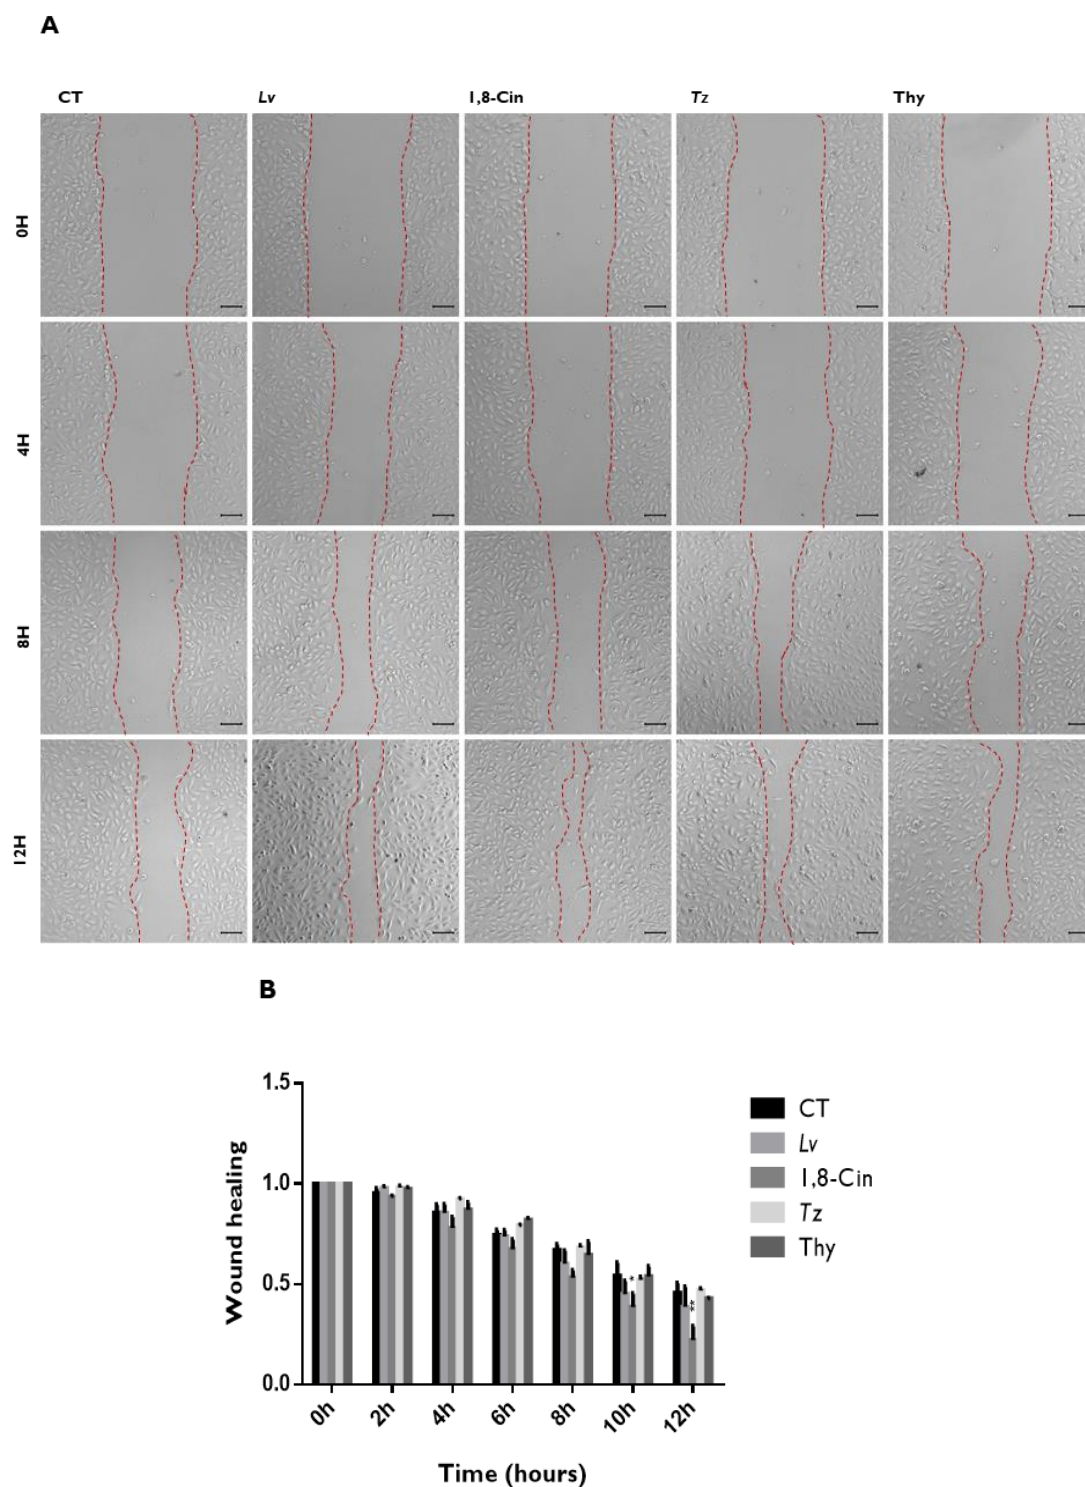 A
CT Lv 1,8-Cin Tz Thy
0H
4H
8H
12H
B
1.5
1.0
0.5
0.0
Wound healing
* **
0h 2h 4h 6h 8h 10h 12h
Time (hours)
CT
Lv
1,8-Cin
Tz
Thy